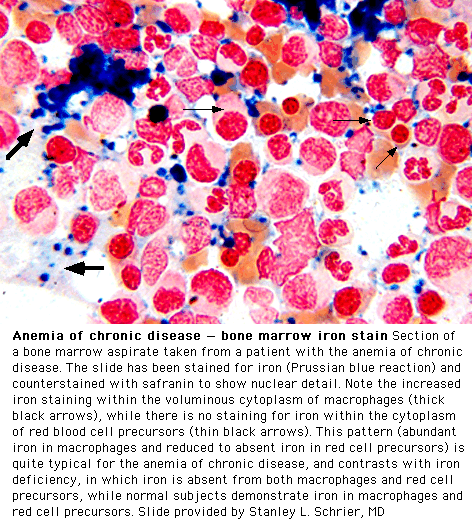 Anemia of chronic disease — bone marrow iron stain Section of
a bone marrow aspirate taken from a patient with the anemia of chronic
disease. The slide has been stained for iron (Prussian blue reaction) and
counterstained with safranin to show nuclear detail. Note the increased
iron staining within the voluminous cytoplasm of macrophages (thick
black arrows), while there is no staining for iron within the cytoplasm
of red blood cell precursors (thin black arrows). This pattern (abundant
iron in macrophages and reduced to absent iron in red cell precursors) is
quite typical for the anemia of chronic disease, and contrasts with iron
deficiency, in which iron is absent from both macrophages and red cell
precursors, while normal subjects demonstrate iron in macrophages and
red cell precursors. Slide provided by Stanley L. Schrier, MD